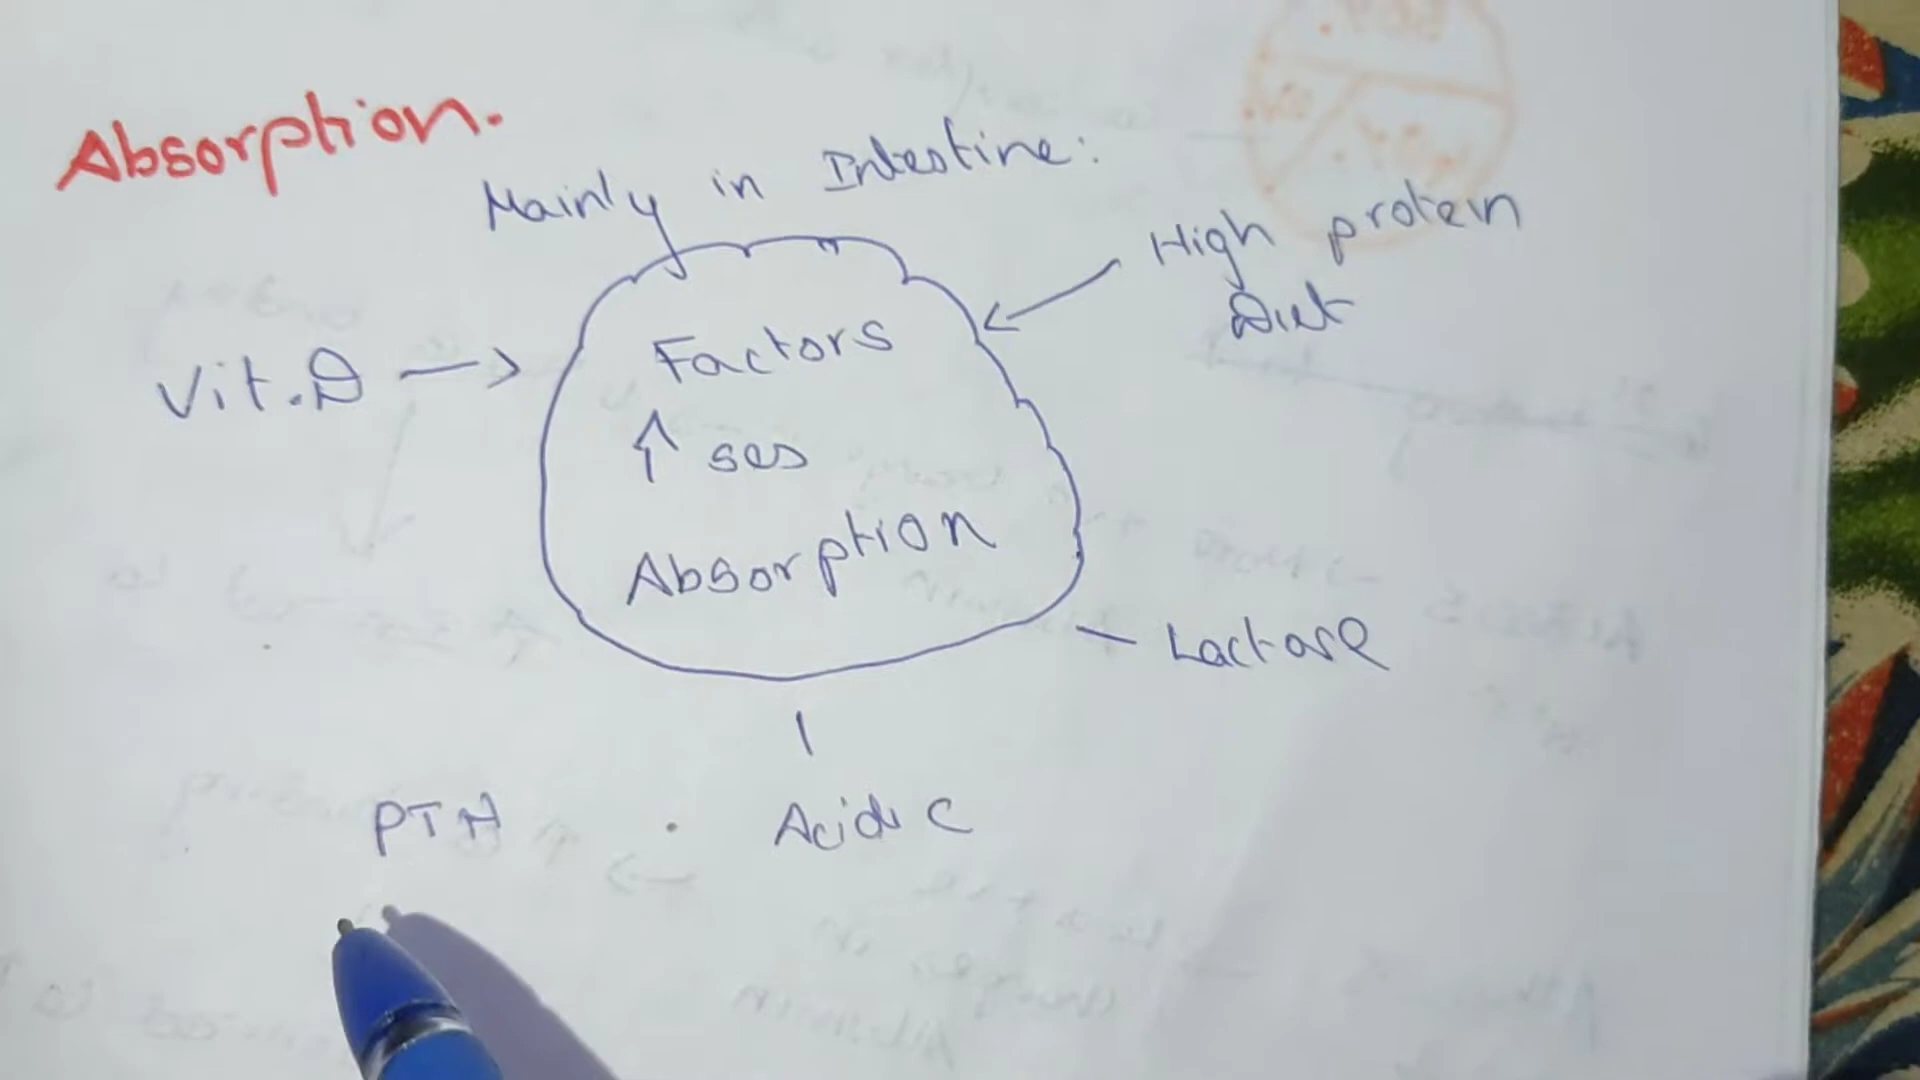 Absorption.
Mainly in Intestine:
High protein
Diet
Vit.D →
Factors
↑ ses
Absorption
Lactose
PTH
Acidic